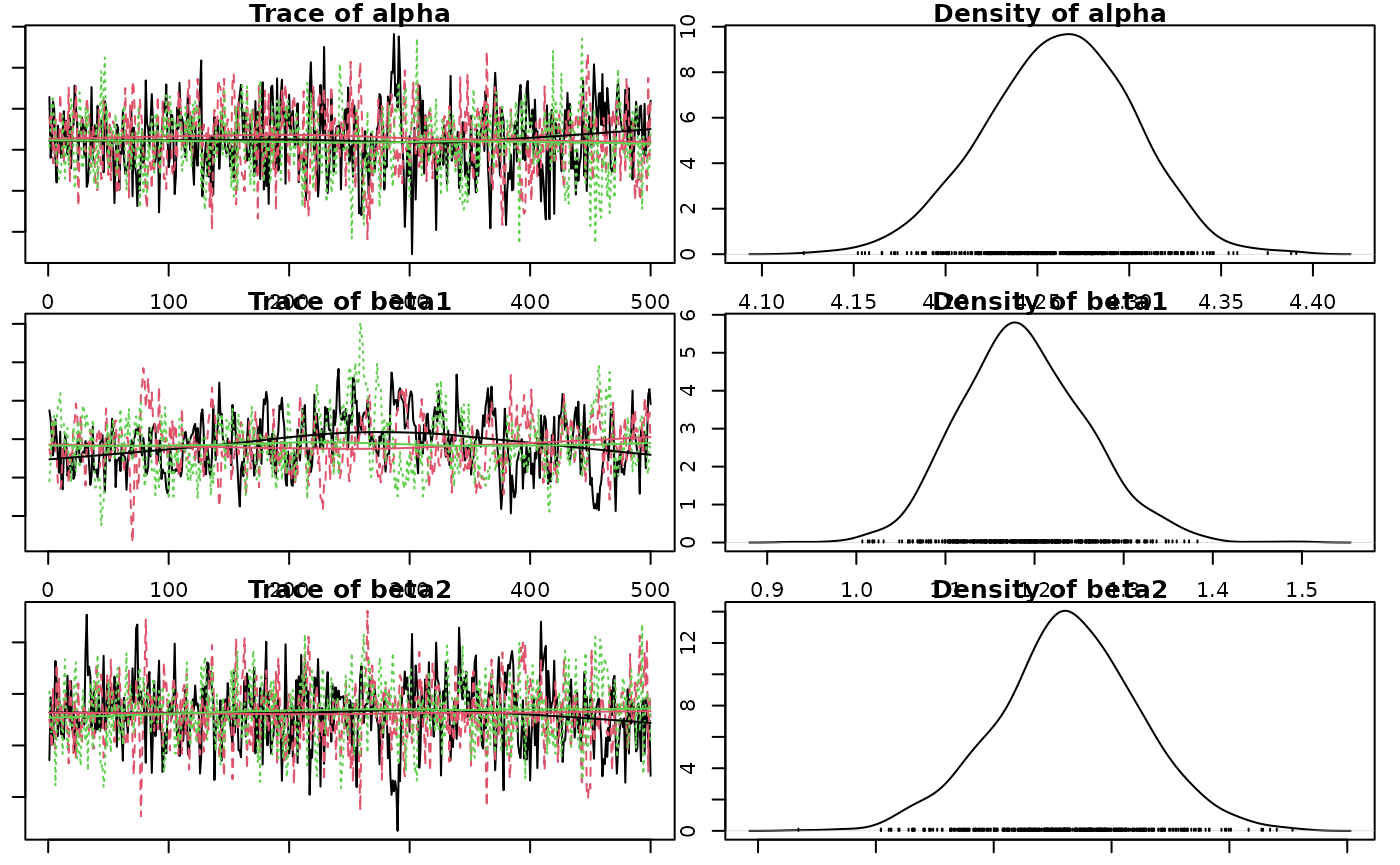 Trace of alpha
Density of alpha
0 2 4 6 8 10
0 100 200 300 400 500
4.10 4.15 4.20 4.25 4.30 4.35 4.40
Trace of beta1
Density of beta1
0 1 2 3 4 5 6
0 100 200 300 400 500
0.9 1.0 1.1 1.2 1.3 1.4 1.5
Trace of beta2
Density of beta2
0 4 8 12